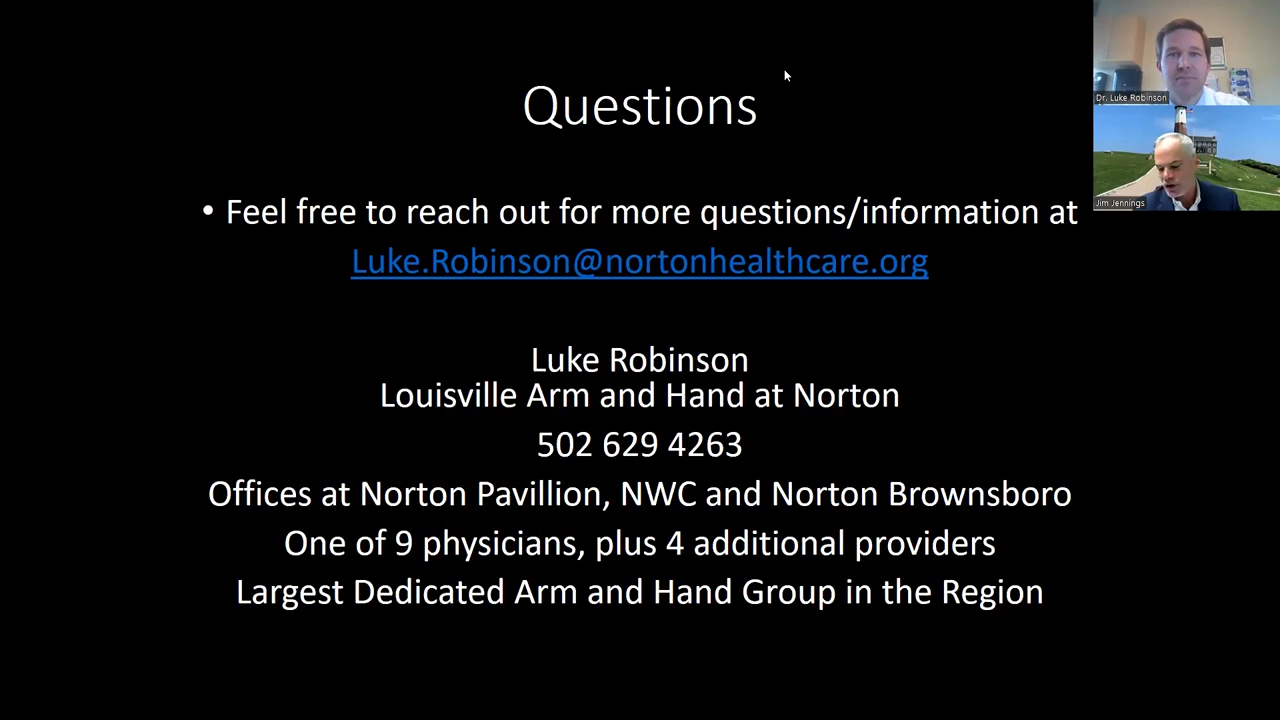 Questions
• Feel free to reach out for more questions/information at
Luke.Robinson@nortonhealthcare.org
Luke Robinson
Louisville Arm and Hand at Norton
502 629 4263
Offices at Norton Pavillion, NWC and Norton Brownsboro
One of 9 physicians, plus 4 additional providers
Largest Dedicated Arm and Hand Group in the Region
Dr. Luke Robinson
Jim Jennings